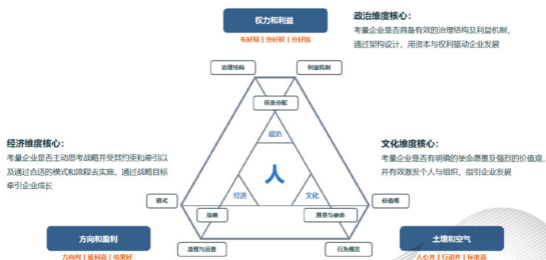 权力和利益
布好局 | 分好权 | 分好钱
政治维度核心:
考量企业是否具备有效的治理结构及利益机制,
通过架构设计、用资本与权利驱动企业发展
治理结构
利益机制
权责分配
政治
人
经济
文化
经济维度核心:
考量企业是否主动思考战略并受其约束和牵引以
及通过合适的模式和流程去实施,通过战略目标
牵引企业成长
文化维度核心:
考量企业是否有明确的使命愿景及强烈的价值观,
并有效激发个人与组织,指引企业发展
模式
战略
愿景与使命
价值观
方向和盈利
方向对 | 盈利高 | 结果好
流程与运营
行为规范
土壤和空气
人心齐 | 行动齐 | 标准高